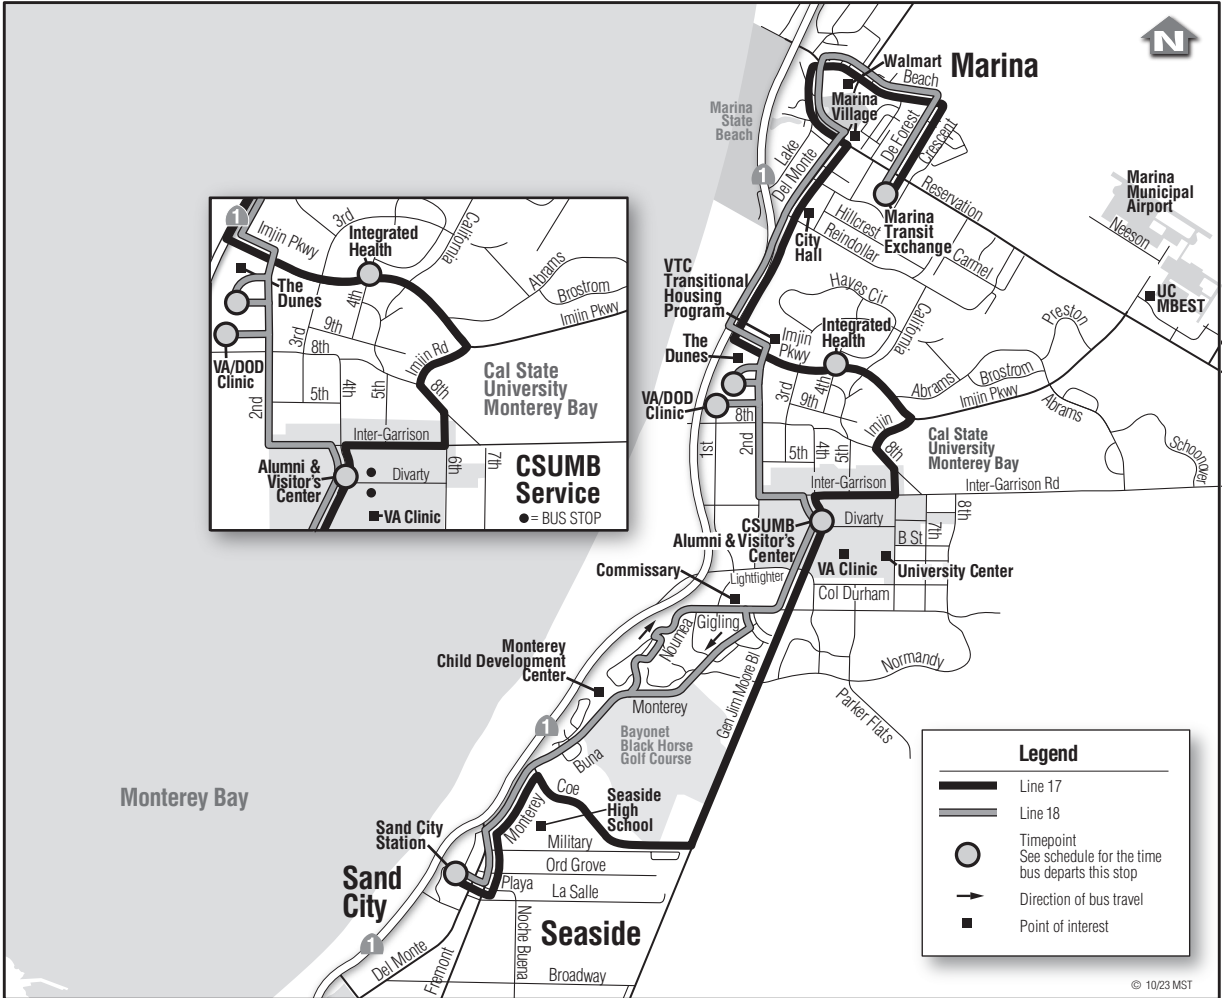 N
Marina
Walmart
Beach
Marina
Village
Marina
State
Beach
De Forest
Crescent
Lake
Del Monte
1
Reservation
Marina
Municipal
Airport
Neeson
Marina
Transit
Exchange
Hillcrest
Reindollar
City
Hall
Carmel
UC
MBEST
VTC
Transitional
Housing
Program
Hayes Cir
California
Preston
Imjin
Pkwy
Integrated
Health
The
Dunes
3rd
4th
9th
Abrams
Brostrom
Imjin Pkwy
Abrams
VA/DOD
Clinic
8th
Imjin
8th
Cal State
University
Monterey Bay
Schoonover
1st
2nd
5th
4th
5th
Inter-Garrison
Inter-Garrison Rd
CSUMB
Alumni & Visitor's
Center
Divarty
B St
7th
8th
VA Clinic
University Center
Commissary
Lightfighter
Col Durham
Gigling
Noumea
Normandy
Monterey
Child Development
Center
Monterey
Gen Jim Moore Bl
Parker Flats
1
Bayonet
Black Horse
Golf Course
Buna
Coe
Monterey
Seaside
High
School
Military
Sand City
Station
Ord Grove
Playa
La Salle
Sand
City
Noche Buena
Seaside
1
Del Monte
Fremont
Broadway
Monterey Bay
1
Imjin Pkwy
3rd
Integrated
Health
California
The
Dunes
4th
Abrams
Brostrom
Imjin Pkwy
3rd
9th
8th
Imjin Rd
VA/DOD
Clinic
5th
4th
5th
8th
Cal State
University
Monterey Bay
2nd
Inter-Garrison
Alumni &
Visitor's
Center
Divarty
6th
7th
CSUMB
Service
= BUS STOP
VA Clinic
Legend
Line 17
Line 18
Timepoint
See schedule for the time
bus departs this stop
Direction of bus travel
Point of interest
© 10/23 MST